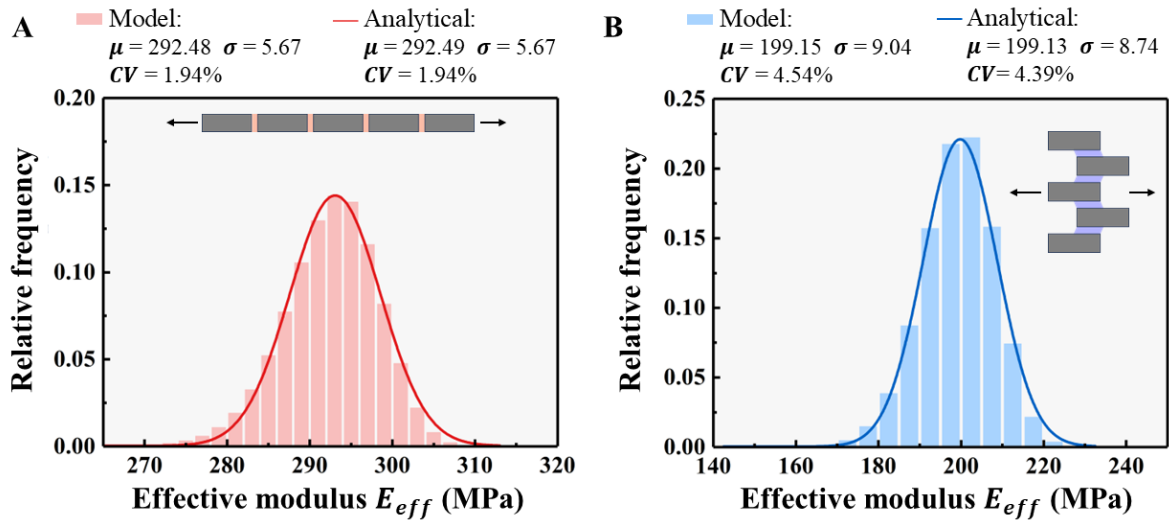 A
Model:
Analytical:
μ = 292.48 σ = 5.67
μ = 292.49 σ = 5.67
CV = 1.94%
CV = 1.94%
0.20
0.15
0.10
0.05
0.00
Relative frequency
270 280 290 300 310 320
Effective modulus E_eff (MPa)
B
Model:
Analytical:
μ = 199.15 σ = 9.04
μ = 199.13 σ = 8.74
CV = 4.54%
CV= 4.39%
0.25
0.20
0.15
0.10
0.05
0.00
Relative frequency
140 160 180 200 220 240
Effective modulus E_eff (MPa)